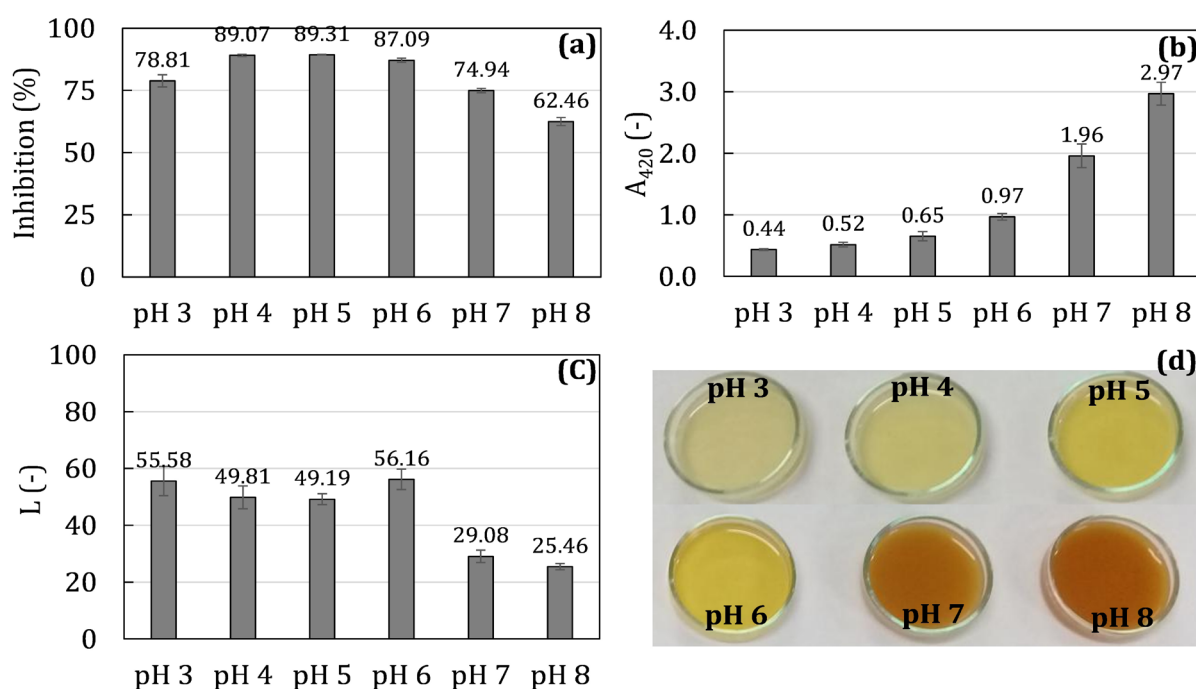 (a)
Inhibition (%)
100
75
50
25
0
78.81
89.07
89.31
87.09
74.94
62.46
pH 3 pH 4 pH 5 pH 6 pH 7 pH 8
(b)
A₄₂₀ (-)
4.0
3.0
2.0
1.0
0.0
0.44
0.52
0.65
0.97
1.96
2.97
pH 3 pH 4 pH 5 pH 6 pH 7 pH 8
(C)
L (-)
100
80
60
40
20
0
55.58
49.81
49.19
56.16
29.08
25.46
pH 3 pH 4 pH 5 pH 6 pH 7 pH 8
(d)
pH 3 pH 4 pH 5
pH 6 pH 7 pH 8